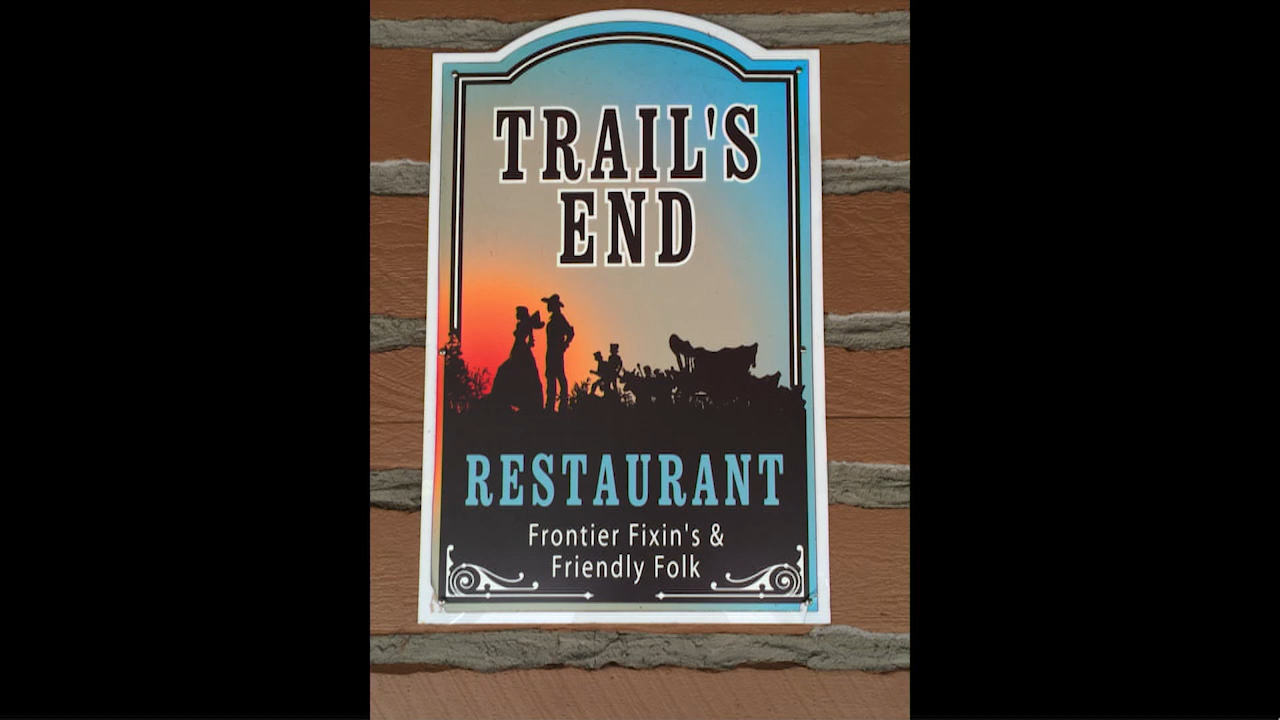 TRAIL'S
END
RESTAURANT
Frontier Fixin's &
Friendly Folk